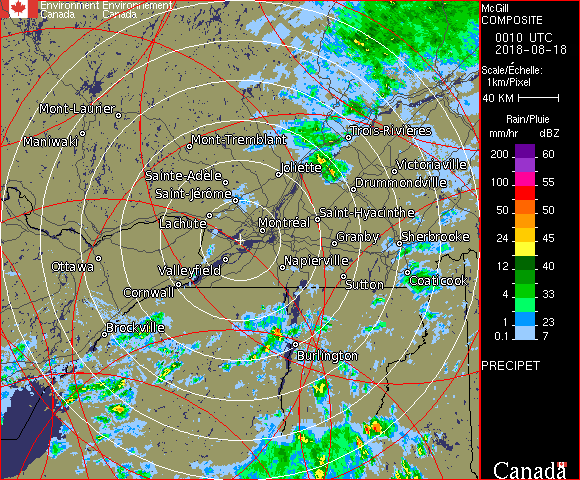 Environment Environnement
Canada Canada
McGill
COMPOSITE
0010 UTC
2018-08-18
Scale/Échelle:
1km/Pixel
40 KM
Rain/Pluie
mm/hr dBZ
200 60
100 55
50 50
24 45
12 40
4 33
1 23
0.1 7
PRECIPET
Canada
Mont-Laurier
Maniwaki
Mont-Tremblant
Trois-Rivières
Sainte-Adèle
Joliette
Victoriaville
Saint-Jérôme
Drummondville
Lachute
Montréal
Saint-Hyacinthe
Granby
Sherbrooke
Ottawa
Valleyfield
Napierville
Cornwall
Sutton
Coaticook
Brockville
Burlington